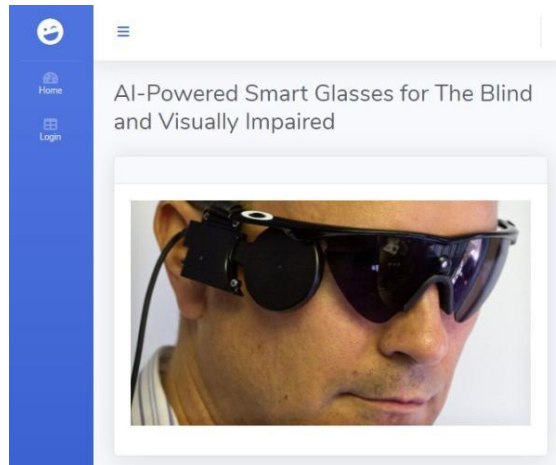 Home
Login
AI-Powered Smart Glasses for The Blind
and Visually Impaired